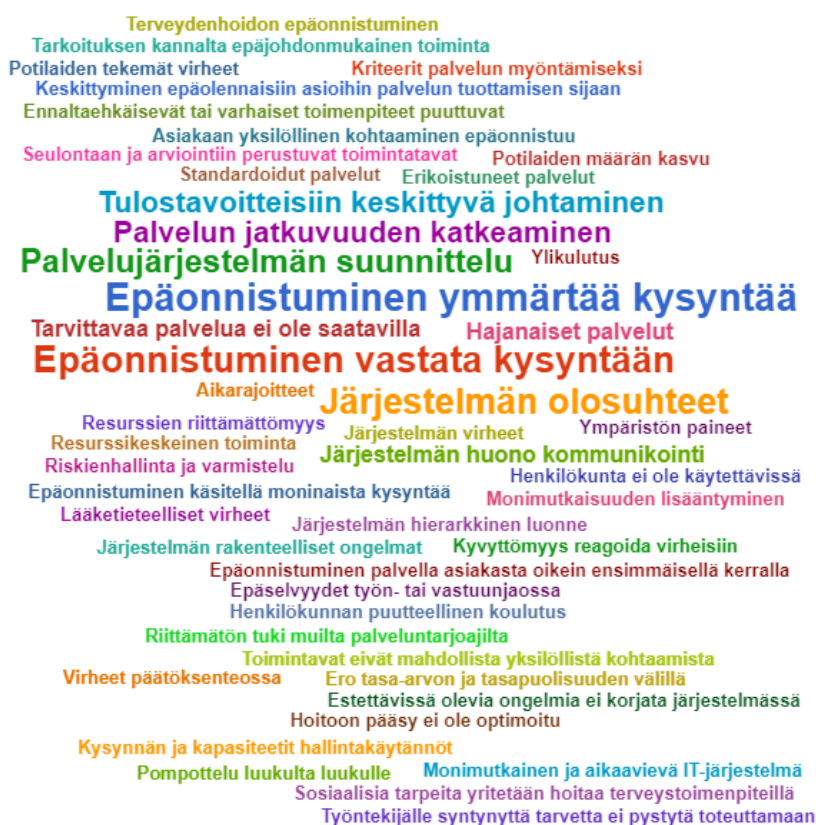 Terveydenhoidon epäonnistuminen
Tarkoituksen kannalta epäjohdonmukainen toiminta
Potilaiden tekemät virheet
Kriteerit palvelun myöntämiseksi
Keskittyminen epäolennaisiin asioihin palvelun tuottamisen sijaan
Ennaltaehkäisevät tai varhaiset toimenpiteet puuttuvat
Asiakaan yksilöllinen kohtaaminen epäonnistuu
Seulontaan ja arviointiin perustuvat toimintatavat
Potilaiden määrän kasvu
Standardoidut palvelut
Erikoistuneet palvelut
Tulostavoitteisiin keskittyvä johtaminen
Palvelun jatkuvuuden katkeaminen
Palvelujärjestelmän suunnittelu
Ylikulutus
Epäonnistuminen ymmärtää kysyntää
Tarvittavaa palvelua ei ole saatavilla
Hajanaiset palvelut
Epäonnistuminen vastata kysyntään
Aikarajoitteet
Järjestelmän olosuhteet
Resurssien riittämättömyys
Järjestelmän virheet
Ympäristön paineet
Resurssikeskeinen toiminta
Järjestelmän huono kommunikointi
Riskienhallinta ja varmistelu
Henkilökunta ei ole käytettävissä
Epäonnistuminen käsitellä moninaista kysyntää
Monimutkaisuuden lisääntyminen
Lääketieteelliset virheet
Järjestelmän hierarkkinen luonne
Järjestelmän rakenteelliset ongelmat
Kyvyttömyys reagoida virheisiin
Epäonnistuminen palvella asiakasta oikein ensimmäisellä kerralla
Epäselvyydet työn- tai vastuunjaossa
Henkilökunnan puutteellinen koulutus
Riittämätön tuki muilta palveluntarjoajilta
Toimintavat eivät mahdollista yksilöllistä kohtaamista
Virheet päätöksenteossa
Ero tasa-arvon ja tasapuolisuuden välillä
Estettävissä olevia ongelmia ei korjata järjestelmässä
Hoitoon pääsy ei ole optimoitu
Kysynnän ja kapasiteetit hallintakäytännöt
Pompottelu luukulta luukulle
Monimutkainen ja aikaavievä IT-järjestelmä
Sosiaalisia tarpeita yritetään hoitaa terveystoimenpiteillä
Työntekijälle syntynyttä tarvetta ei pystytä toteuttamaan